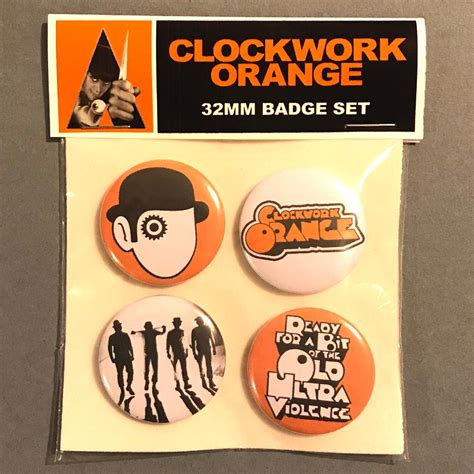 CLOCKWORK
ORANGE
32MM BADGE SET
CLOCKWORK
ORANGE
READY
FOR A BIT
OF THE
OLD
ULTRA
VIOLENCE